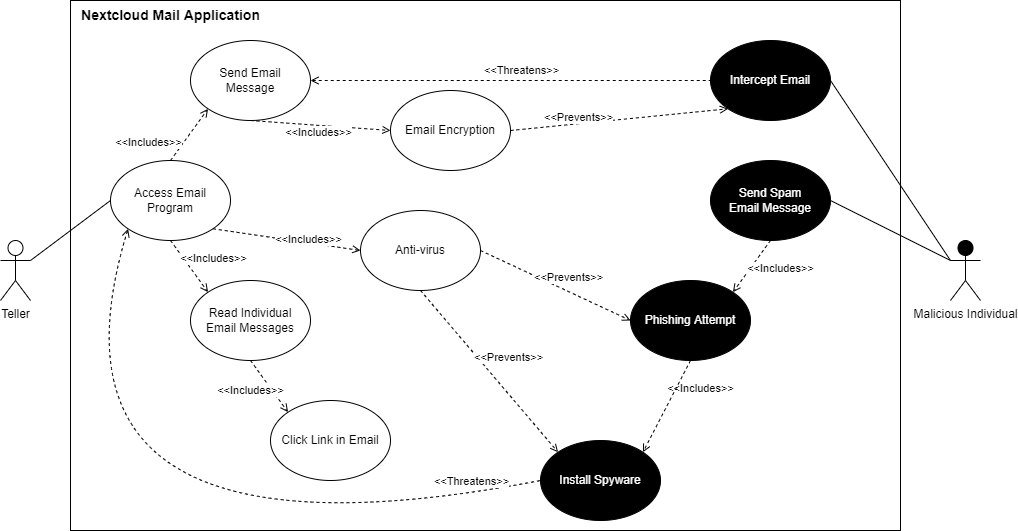 Nextcloud Mail Application
Send Email
Message
<<Threatens>>
Intercept Email
<<Includes>>
Email Encryption
<<Prevents>>
<<Includes>>
Access Email
Program
Send Spam
Email Message
<<Includes>>
Anti-virus
<<Includes>>
<<Includes>>
<<Prevents>>
Teller
Read Individual
Email Messages
Phishing Attempt
Malicious Individual
<<Prevents>>
<<Includes>>
<<Includes>>
Click Link in Email
<<Threatens>>
Install Spyware